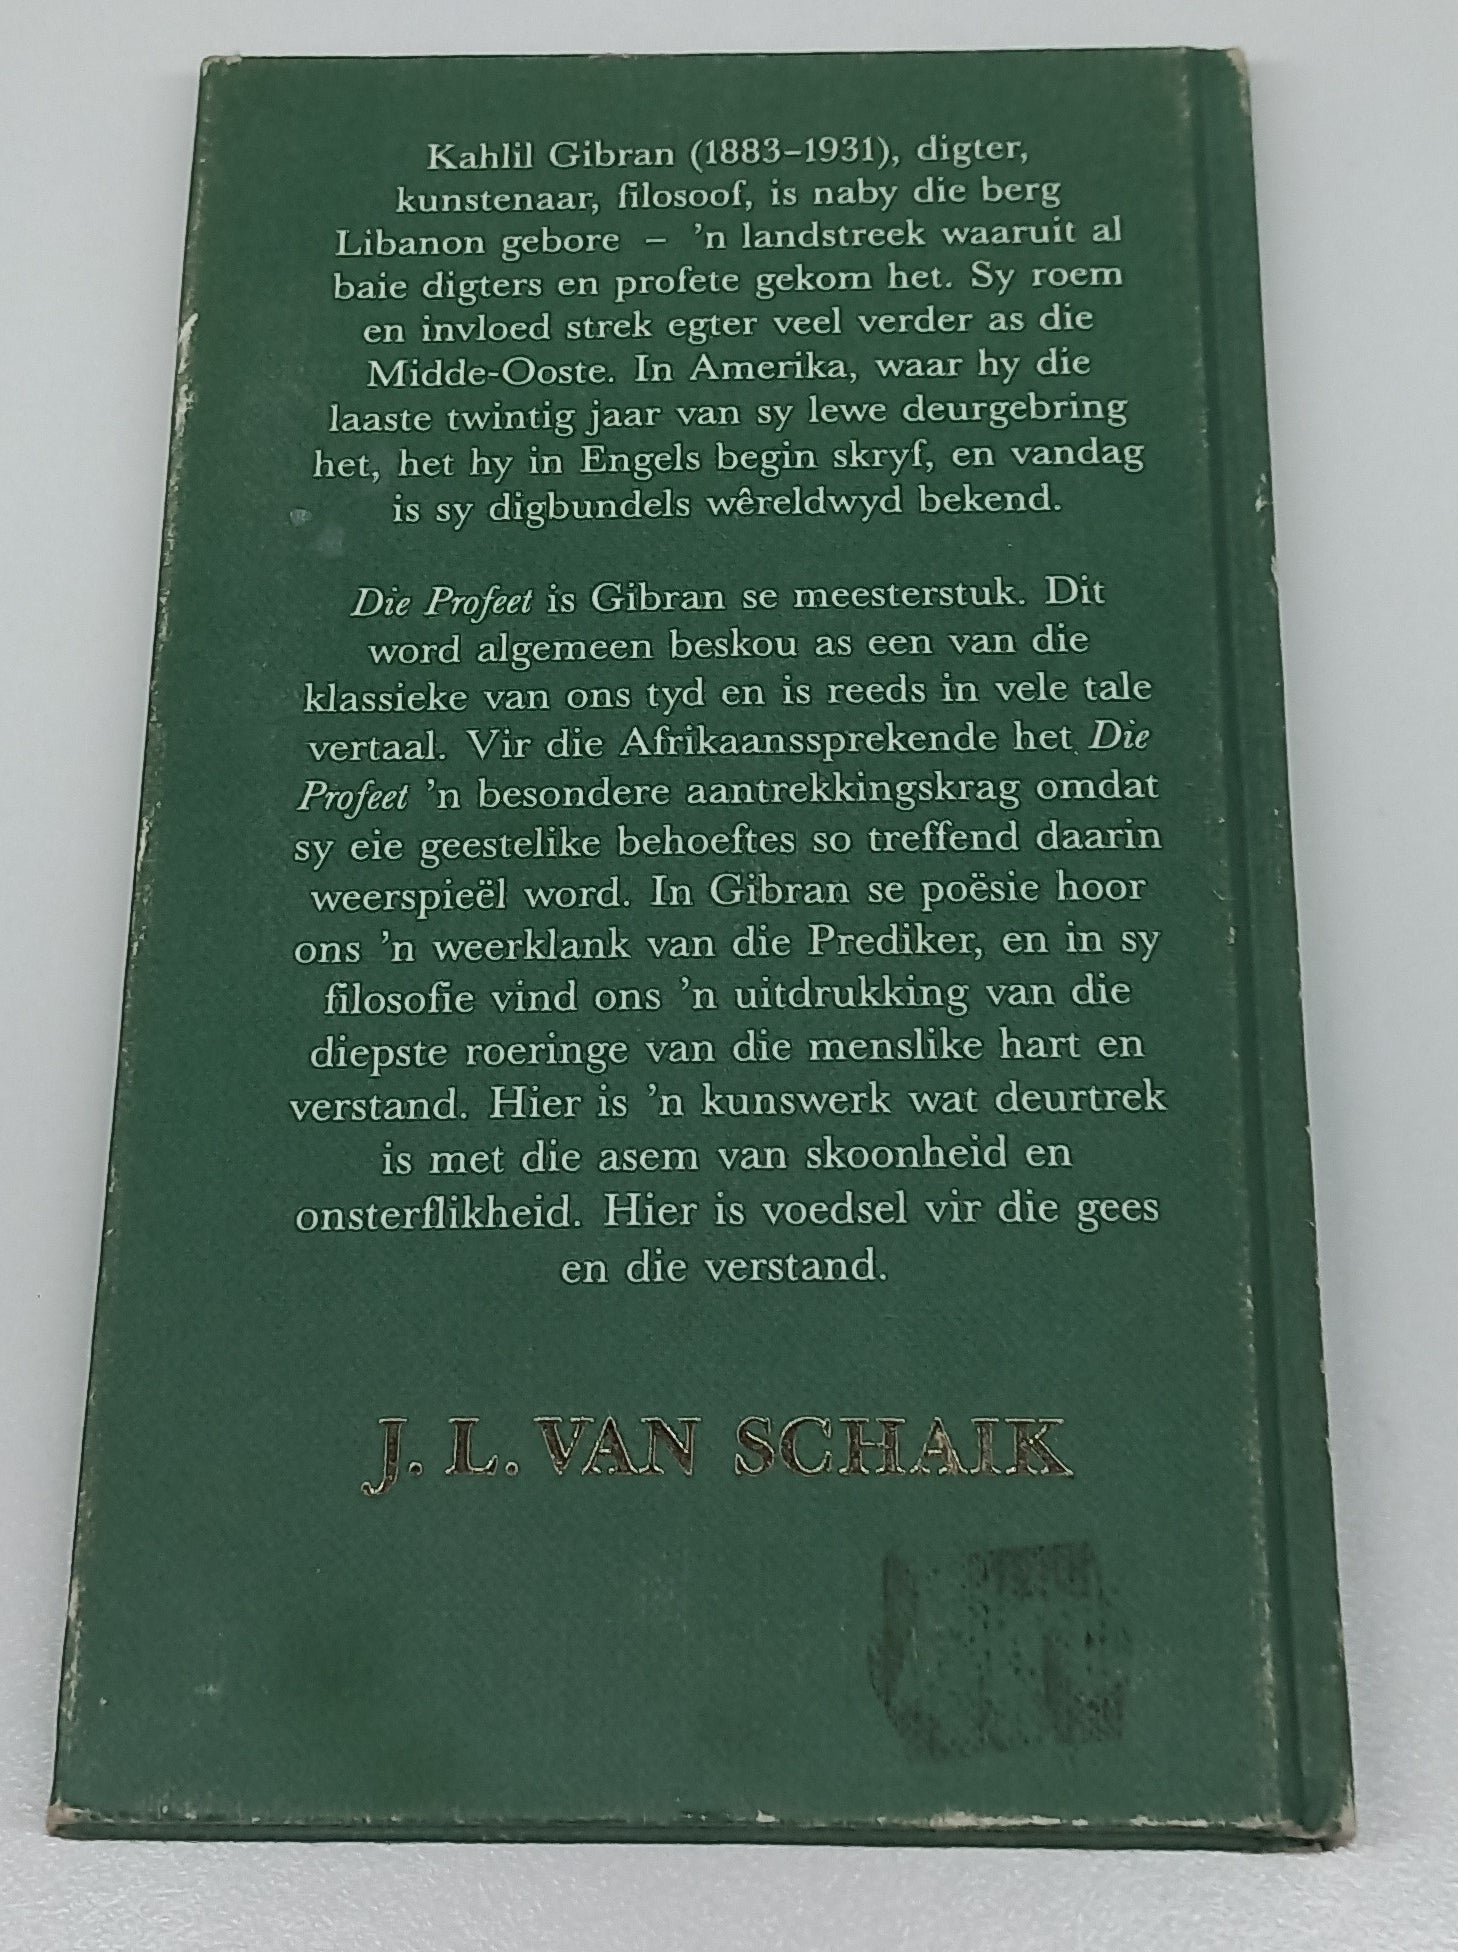 Kahlil Gibran (1883–1931), digter,
kunstenaar, filosoof, is naby die berg
Libanon gebore – 'n landstreek waaruit al
baie digters en profete gekom het. Sy roem
en invloed strek egter veel verder as die
Midde-Ooste. In Amerika, waar hy die
laaste twintig jaar van sy lewe deurgebring
het, het hy in Engels begin skryf, en vandag
is sy digbundels wêreldwyd bekend.
Die Profeet is Gibran se meesterstuk. Dit
word algemeen beskou as een van die
klassieke van ons tyd en is reeds in vele tale
vertaal. Vir die Afrikaanssprekende het Die
Profeet 'n besondere aantrekkingskrag omdat
sy eie geestelike behoeftes so treffend daarin
weerspieël word. In Gibran se poësie hoor
ons 'n weerklank van die Prediker, en in sy
filosofie vind ons 'n uitdrukking van die
diepste roeringe van die menslike hart en
verstand. Hier is 'n kunswerk wat deurtrek
is met die asem van skoonheid en
onsterflikheid. Hier is voedsel vir die gees
en die verstand.
J. L. VAN SCHAIK